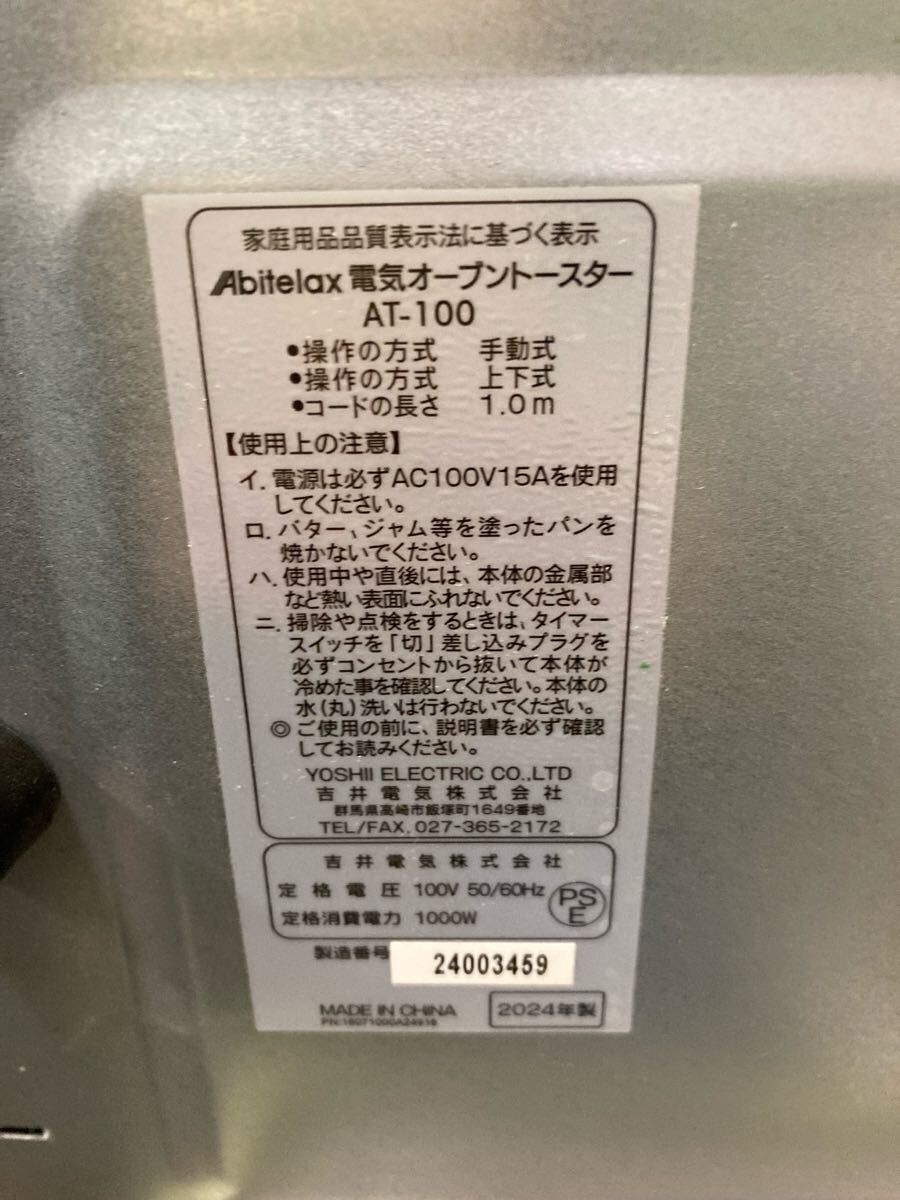 家庭用品品質表示法に基づく表示
Abitelax 電気オーブントースター
AT-100
•操作の方式 手動式
•操作の方式 上下式
•コードの長さ 1.0m
【使用上の注意】
イ. 電源は必ずAC100V15Aを使用
してください。
ロ. バター、ジャム等を塗ったパンを
焼かないでください。
ハ. 使用中や直後には、本体の金属部
など熱い表面にふれないでください。
ニ. 掃除や点検をするときは、タイマー
スイッチを「切」差し込みプラグを
必ずコンセントから抜いて本体が
冷めた事を確認してください。本体の
水(丸)洗いは行わないでください。
◎ ご使用の前に、説明書を必ず確認
してお読みください。
YOSHII ELECTRIC CO.,LTD
吉井電気株式会社
群馬県高崎市飯塚町1649番地
TEL/FAX. 027-365-2172
吉井電気株式会社
定格電圧 100V 50/60Hz
PSE
定格消費電力 1000W
製造番号 24003459
MADE IN CHINA 2024年製
PN:16071000A24916